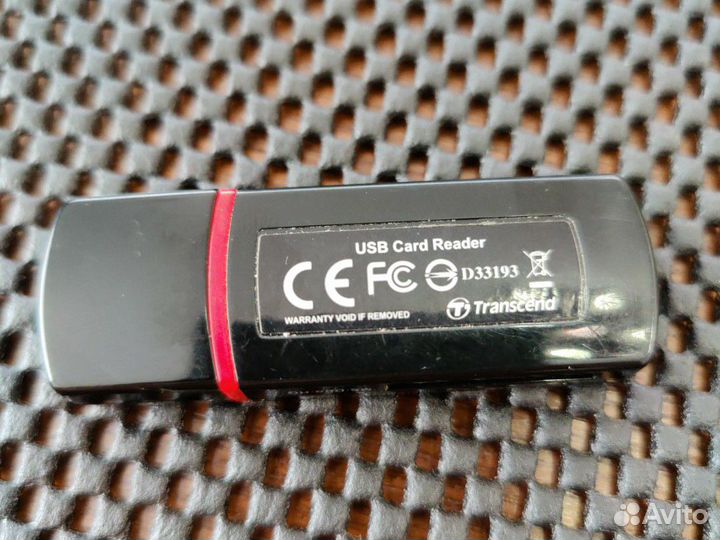 USB Card Reader
CE FC D33193
WARRANTY VOID IF REMOVED
Transcend
Avito